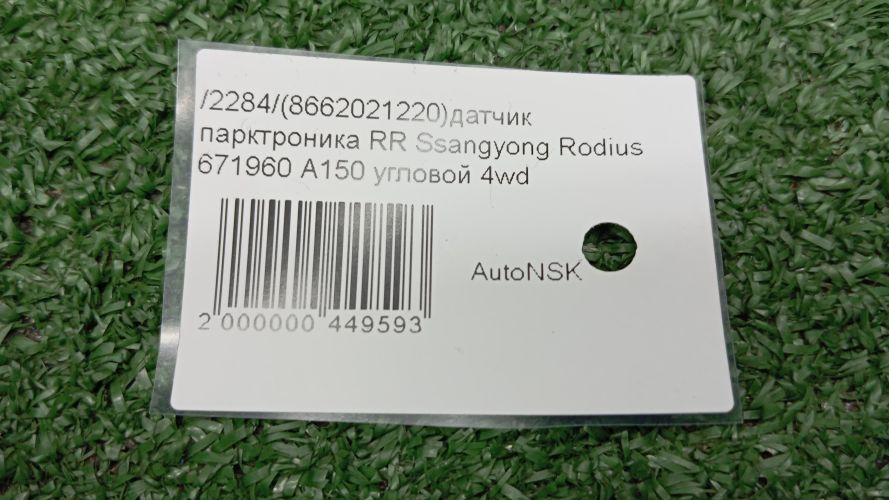 /2284/(8662021220)датчик
парктроника RR Ssangyong Rodius
671960 A150 угловой 4wd
AutoNSK
2 000000 449593